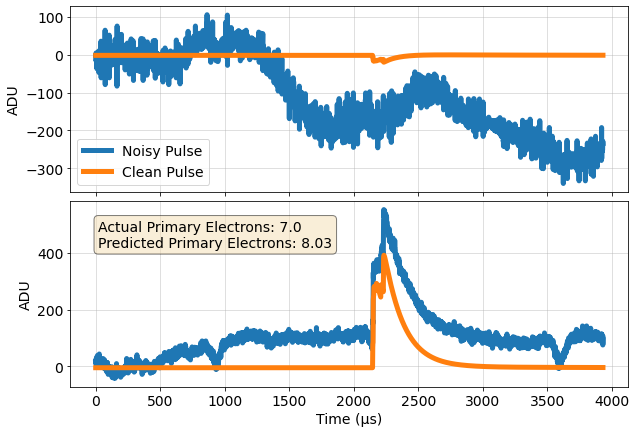 100
0
−100
−200
−300
ADU
Noisy Pulse
Clean Pulse
Actual Primary Electrons: 7.0
Predicted Primary Electrons: 8.03
400
200
0
ADU
0 500 1000 1500 2000 2500 3000 3500 4000
Time (μs)